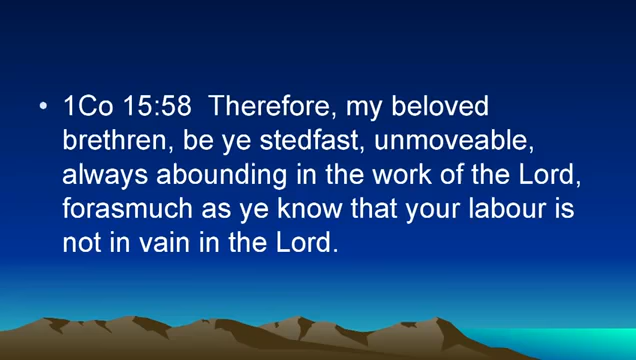 • 1Co 15:58  Therefore, my beloved
brethren, be ye stedfast, unmoveable,
always abounding in the work of the Lord,
forasmuch as ye know that your labour is
not in vain in the Lord.